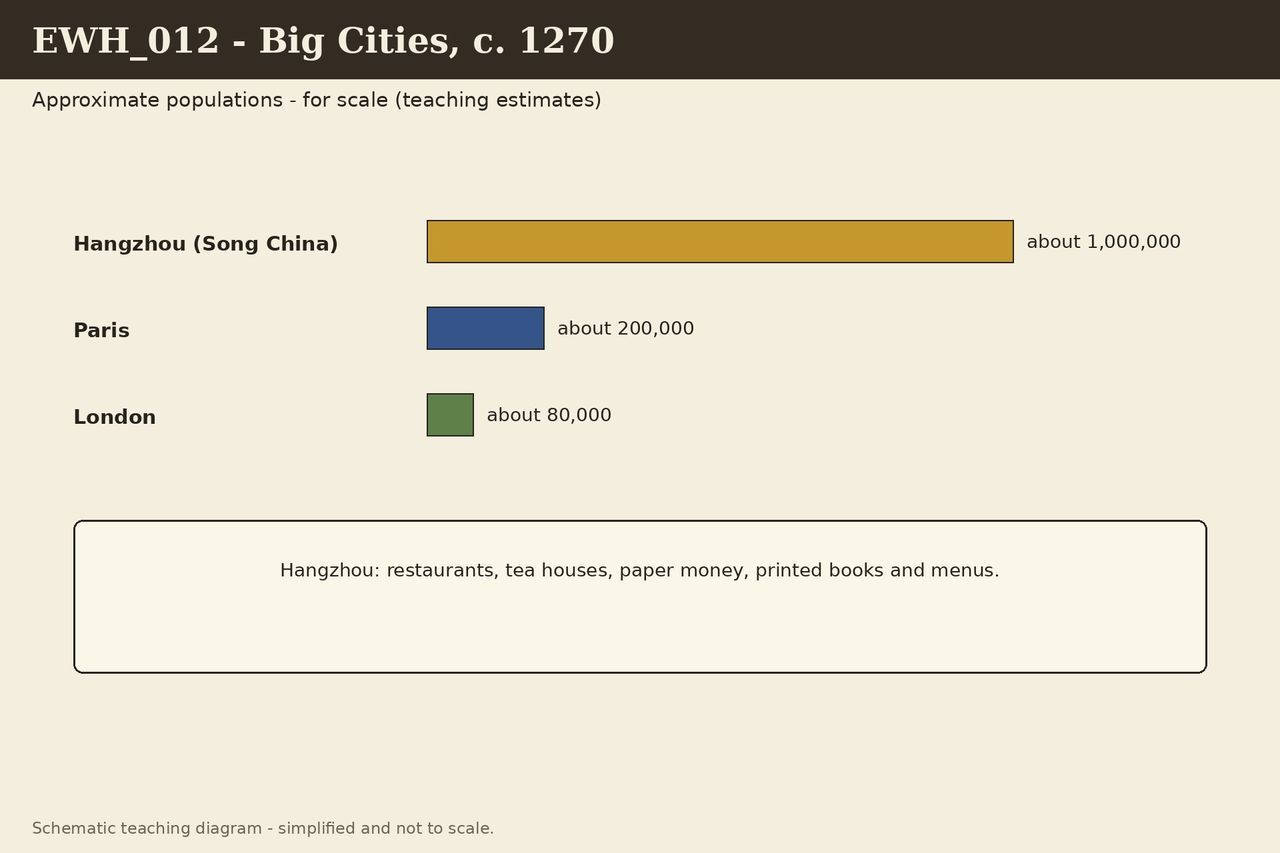 EWH_012 - Big Cities, c. 1270
Approximate populations - for scale (teaching estimates)
Hangzhou (Song China)
about 1,000,000
Paris
about 200,000
London
about 80,000
Hangzhou: restaurants, tea houses, paper money, printed books and menus.
Schematic teaching diagram - simplified and not to scale.